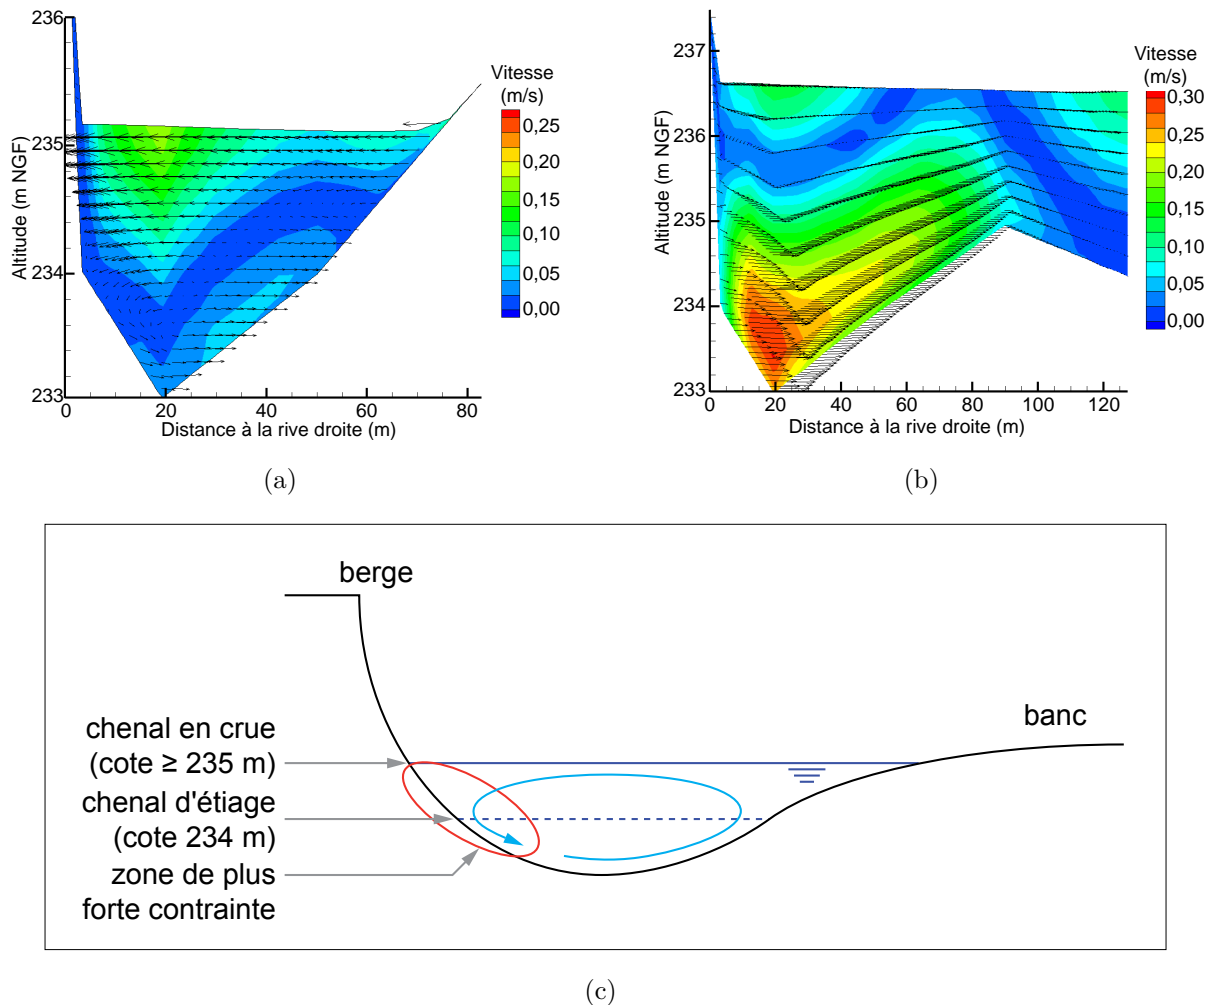 236
235
234
233
0
20
40
60
80
Altitude (m NGF)
Distance à la rive droite (m)
Vitesse
(m/s)
0,25
0,20
0,15
0,10
0,05
0,00
(a)
237
236
235
234
233
0
20
40
60
80
100
120
Altitude (m NGF)
Distance à la rive droite (m)
Vitesse
(m/s)
0,30
0,25
0,20
0,15
0,10
0,05
0,00
(b)
berge
banc
chenal en crue
(cote ≥ 235 m)
chenal d'étiage
(cote 234 m)
zone de plus
forte contrainte
(c)